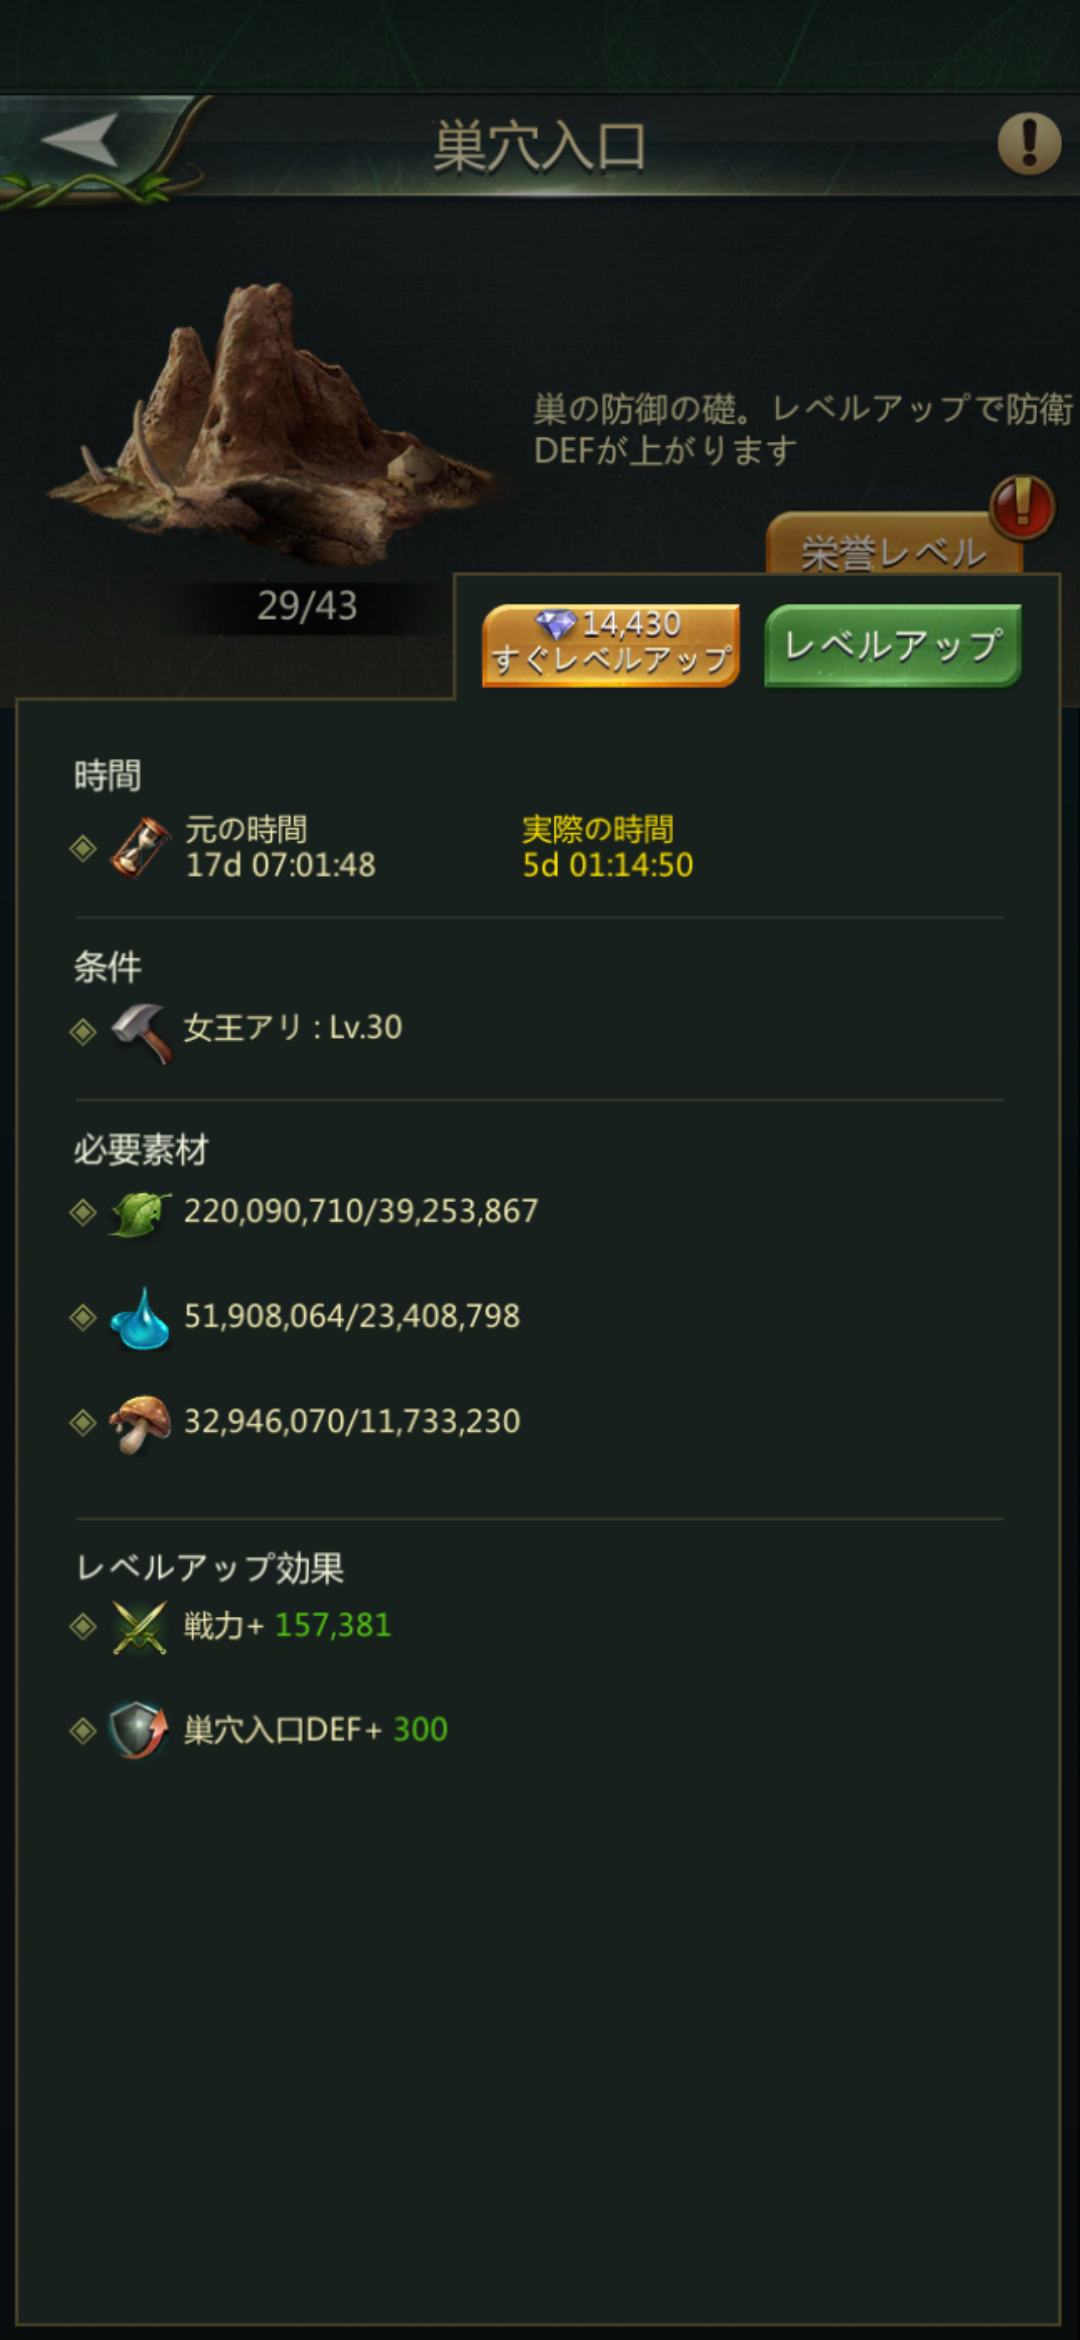 巣穴入口
巣の防御の礎。レベルアップで防衛
DEFが上がります
栄誉レベル
29/43
14,430
すぐレベルアップ
レベルアップ
時間
元の時間
17d 07:01:48
実際の時間
5d 01:14:50
条件
女王アリ : Lv.30
必要素材
220,090,710/39,253,867
51,908,064/23,408,798
32,946,070/11,733,230
レベルアップ効果
戦力+ 157,381
巣穴入口DEF+ 300